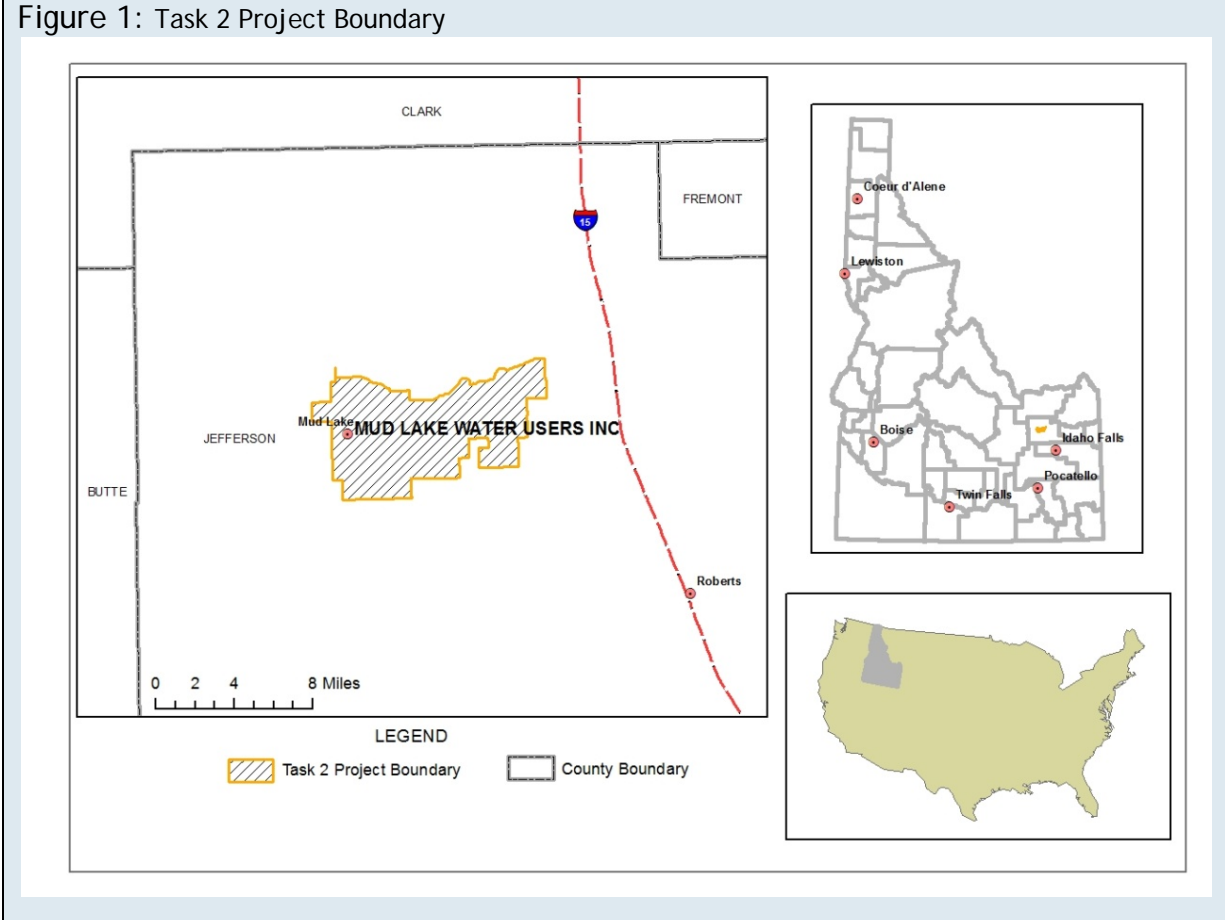 Figure 1: Task 2 Project Boundary
CLARK
FREMONT
15
Mud Lake
MUD LAKE WATER USERS INC
JEFFERSON
BUTTE
Roberts
0 2 4 8 Miles
LEGEND
Task 2 Project Boundary
County Boundary
Coeur d'Alene
Lewiston
Boise
Idaho Falls
Pocatello
Twin Falls